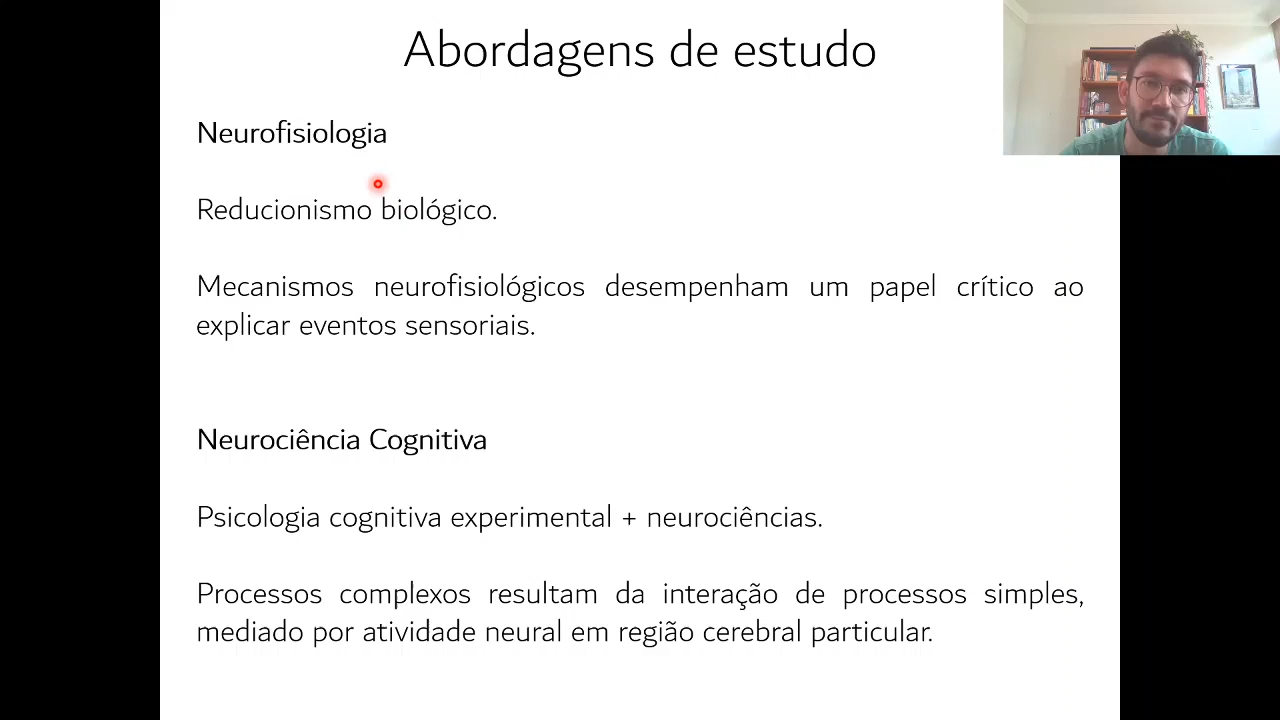 Abordagens de estudo
Neurofisiologia
Reducionismo biológico.
Mecanismos neurofisiológicos desempenham um papel crítico ao
explicar eventos sensoriais.
Neurociência Cognitiva
Psicologia cognitiva experimental + neurociências.
Processos complexos resultam da interação de processos simples,
mediado por atividade neural em região cerebral particular.